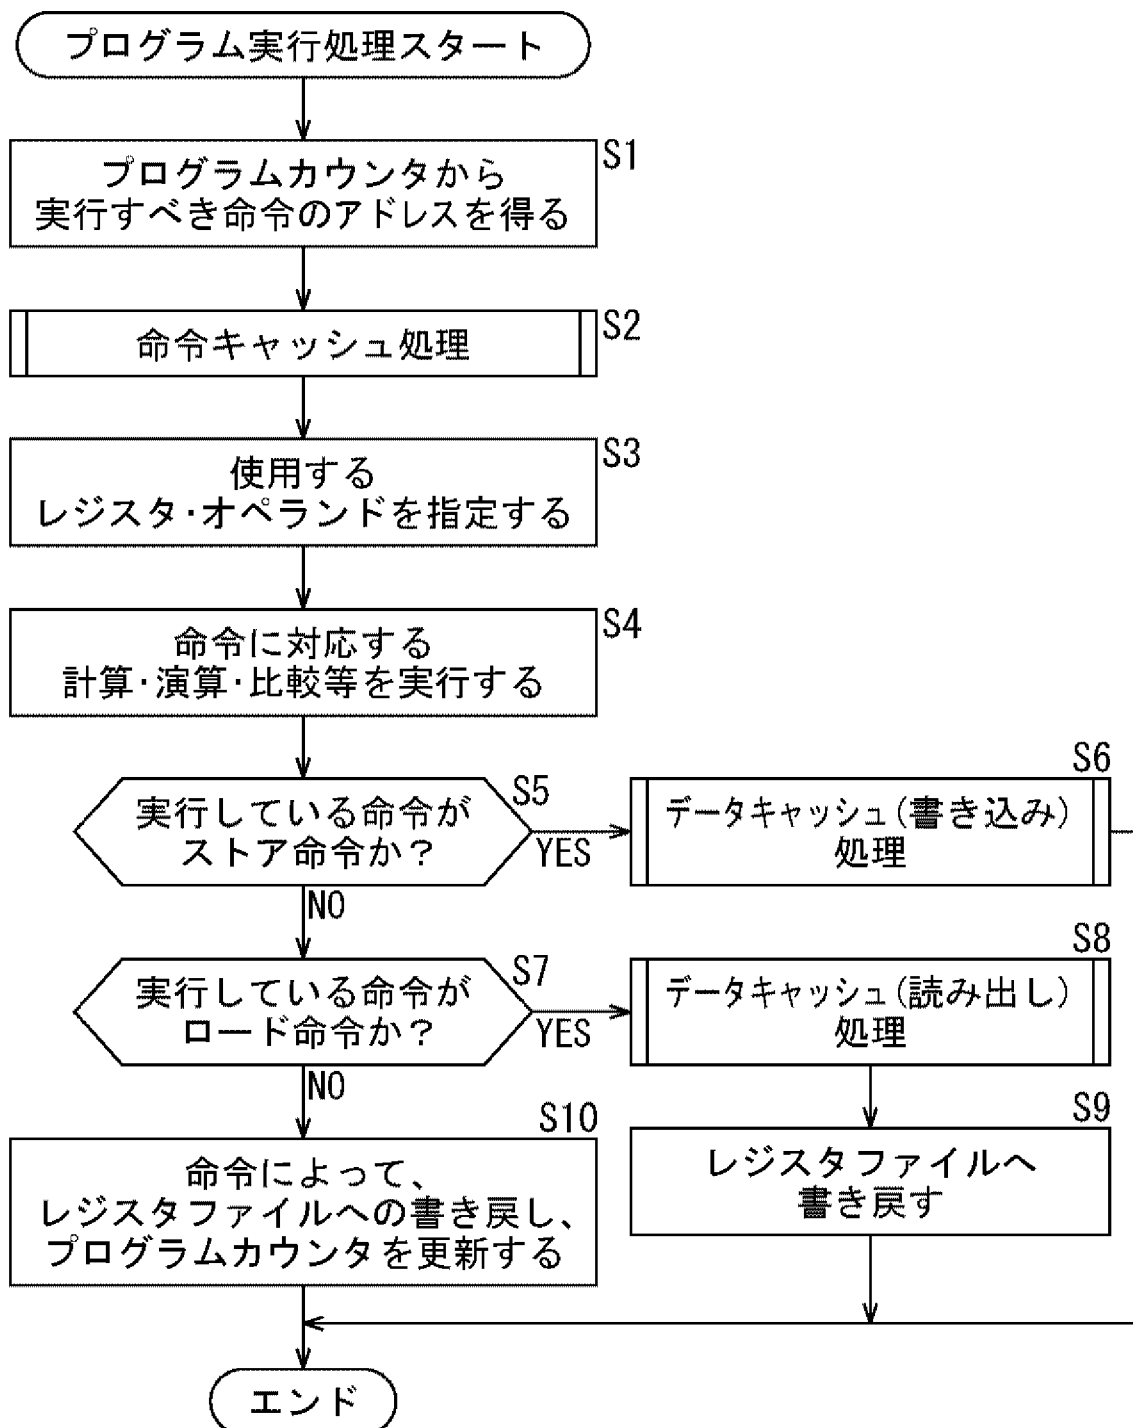 プログラム実行処理スタート
S1
プログラムカウンタから
実行すべき命令のアドレスを得る
S2
命令キャッシュ処理
S3
使用する
レジスタ・オペランドを指定する
S4
命令に対応する
計算・演算・比較等を実行する
S5
実行している命令が
ストア命令か?
YES
NO
S6
データキャッシュ(書き込み)
処理
S7
実行している命令が
ロード命令か?
YES
NO
S8
データキャッシュ(読み出し)
処理
S9
レジスタファイルへ
書き戻す
S10
命令によって、
レジスタファイルへの書き戻し、
プログラムカウンタを更新する
エンド